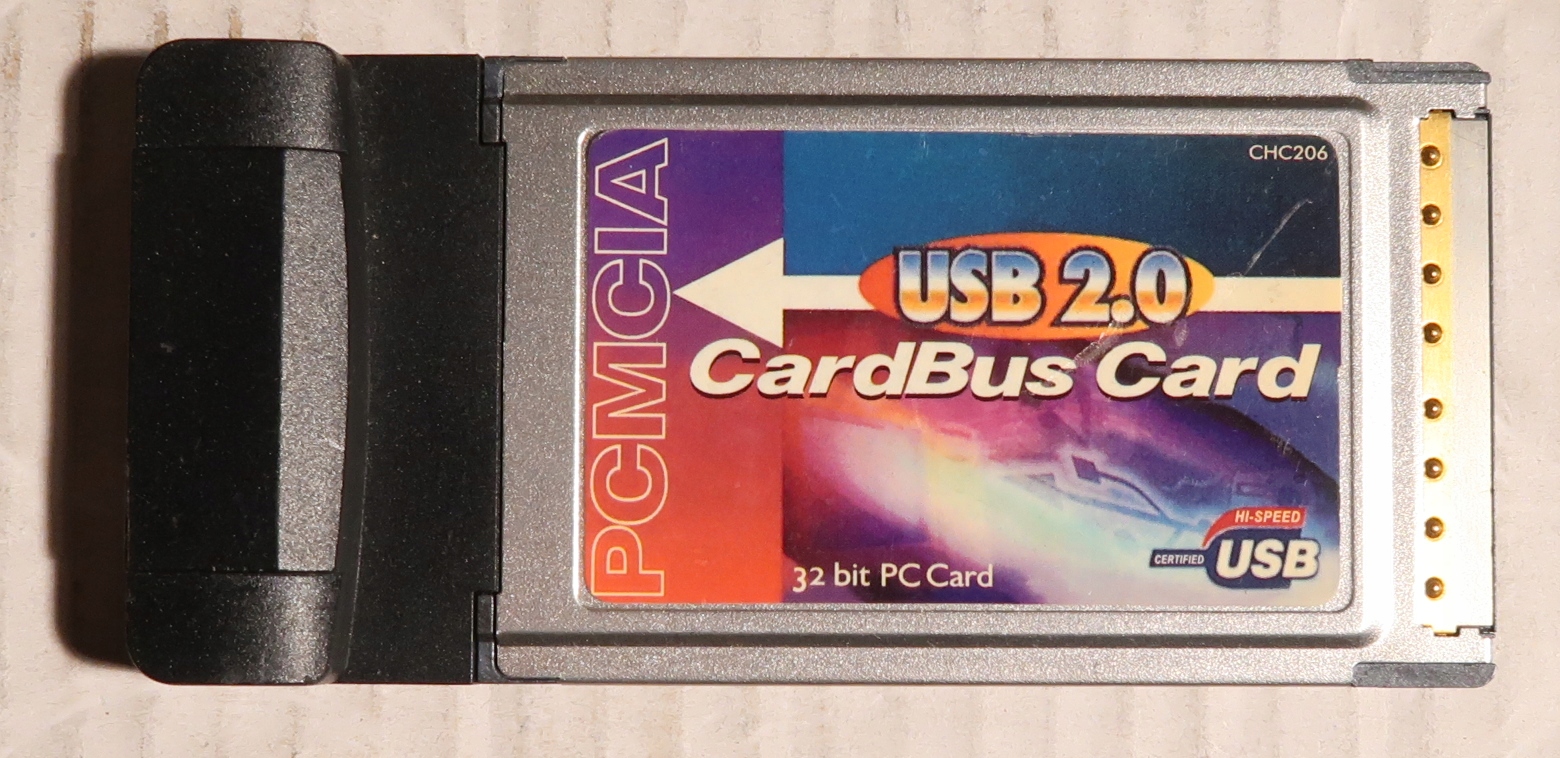 CHC206
PCMCIA
USB 2.0
CardBus Card
HI-SPEED
CERTIFIED USB
32 bit PC Card